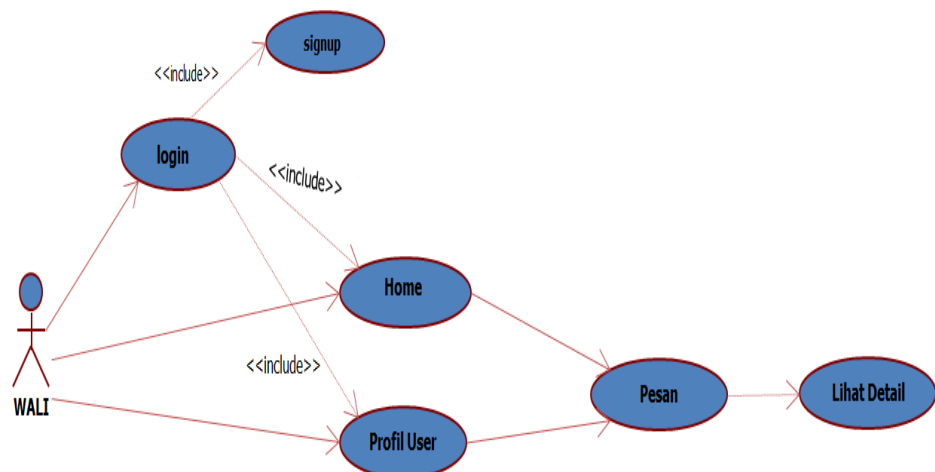 signup
<<include>>
login
<<include>>
Home
<<include>>
Pesan
Lihat Detail
WALI
Profil User